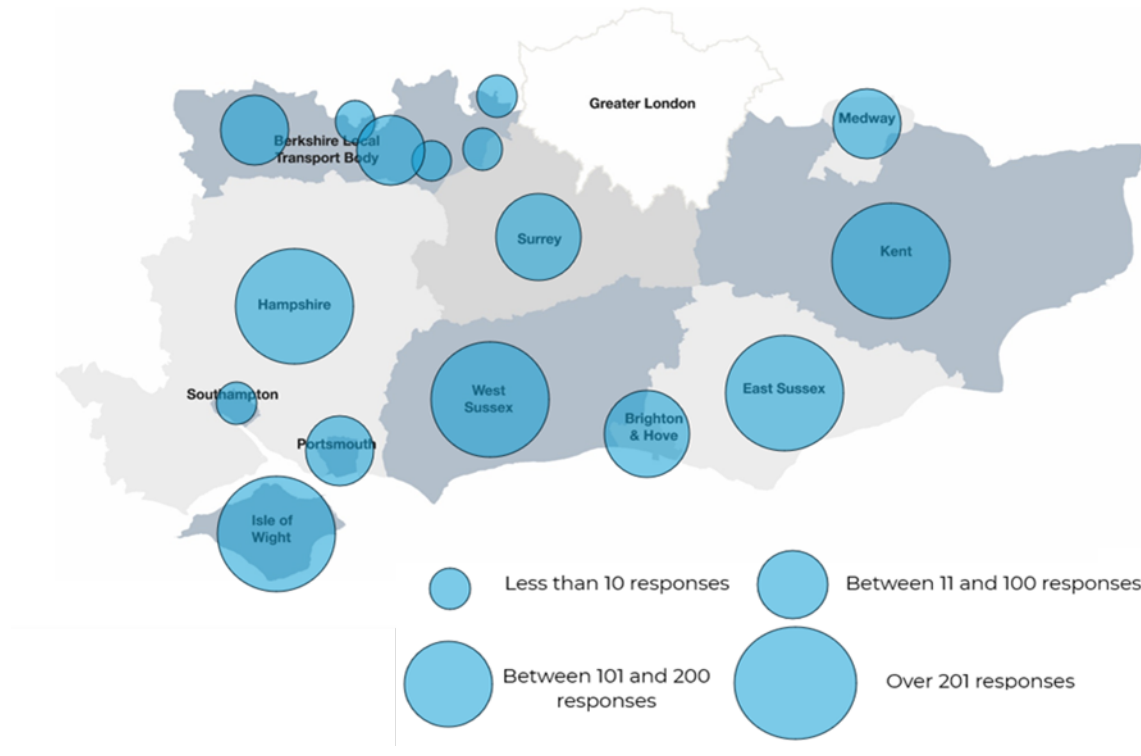 Greater London
Medway
Berkshire Local
Transport Body
Surrey
Kent
Hampshire
Southampton
West
Sussex
East Sussex
Brighton
& Hove
Portsmouth
Isle of
Wight
Less than 10 responses
Between 11 and 100 responses
Between 101 and 200
responses
Over 201 responses